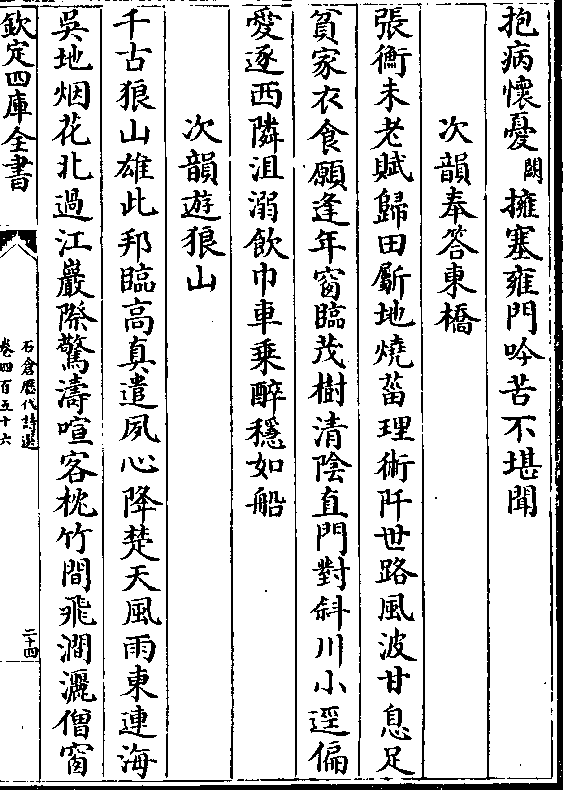 抱病懷憂闕擁塞雍門吟苦不堪聞
次韻奉答東橋
張衡未老賦歸田斸地燒菑理術阡世路風波甘息足
貧家衣食願逢年窗臨茂樹清陰直門對斜川小逕偏
愛逐西隣沮溺飲巾車乗醉穩如船
次韻遊狼山
千古狼山雄此邦臨高真遣夙心降楚天風雨東連海
吳地烟花北過江巖際驚濤喧客枕竹間飛澗灑僧窗
欽定四庫全書
石倉歷代詩選
卷四百五十六
二十四